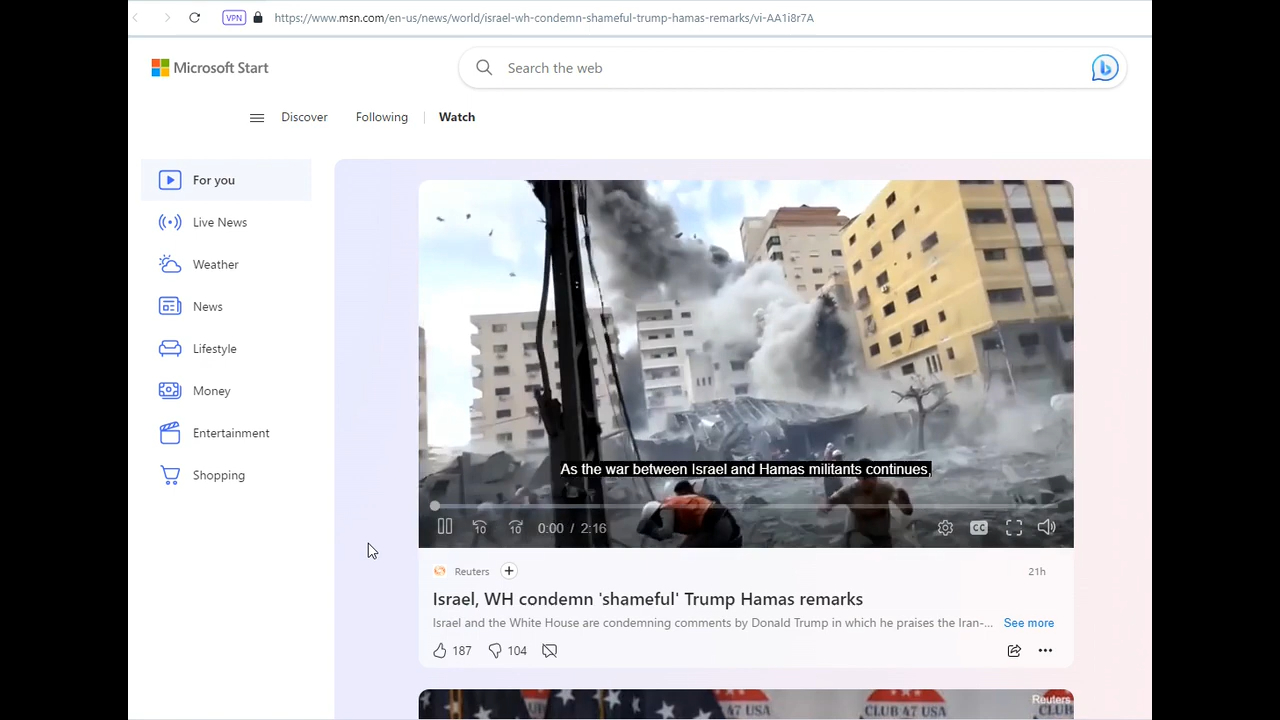 VPN
https://www.msn.com/en-us/news/world/israel-wh-condemn-shameful-trump-hamas-remarks/vi-AA1i8r7A
Microsoft Start
Search the web
Discover
Following
Watch
For you
Live News
Weather
News
Lifestyle
Money
Entertainment
Shopping
As the war between Israel and Hamas militants continues,
10
10
0:00 / 2:16
CC
Reuters
21h
Israel, WH condemn 'shameful' Trump Hamas remarks
Israel and the White House are condemning comments by Donald Trump in which he praises the Iran-... See more
187
104
Reuters
CLUB 47 USA
CLUB 47 USA
CLUB